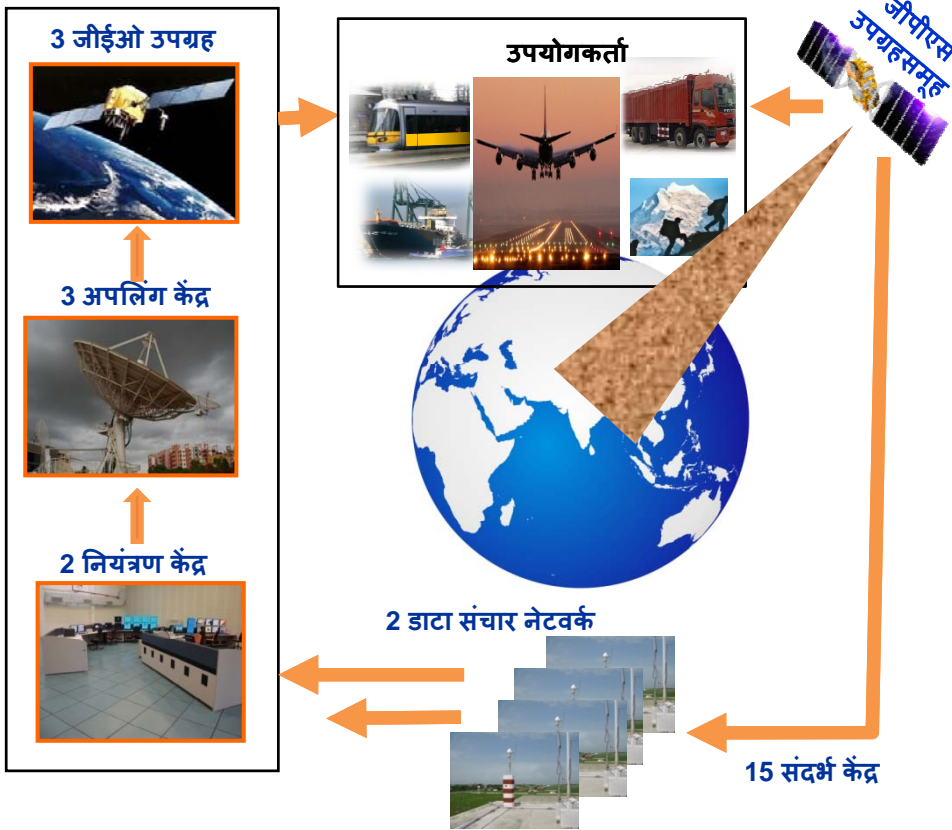 3 जीईओ उपग्रह
उपयोगकर्ता
जीपीएस
उपग्रहसमूह
3 अपलिंग केंद्र
2 नियंत्रण केंद्र
2 डाटा संचार नेटवर्क
15 संदर्भ केंद्र